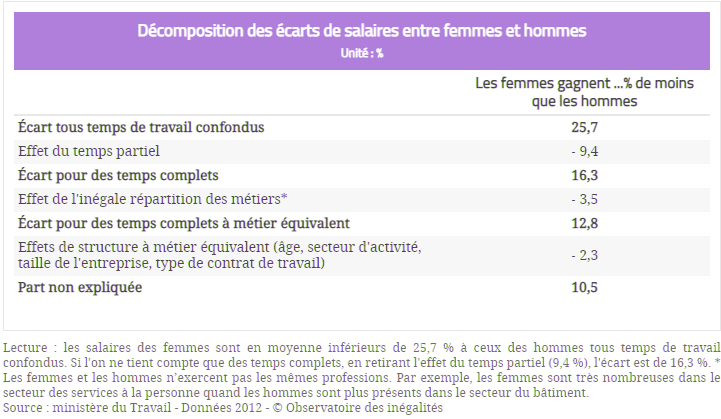 Décomposition des écarts de salaires entre femmes et hommes
Unité : %
Les femmes gagnent ...% de moins
que les hommes
Écart tous temps de travail confondus 25,7
Effet du temps partiel - 9,4
Écart pour des temps complets 16,3
Effet de l'inégale répartition des métiers* - 3,5
Écart pour des temps complets à métier équivalent 12,8
Effets de structure à métier équivalent (âge, secteur d'activité,
taille de l'entreprise, type de contrat de travail) - 2,3
Part non expliquée 10,5
Lecture : les salaires des femmes sont en moyenne inférieurs de 25,7 % à ceux des hommes tous temps de travail
confondus. Si l'on ne tient compte que des temps complets, en retirant l'effet du temps partiel (9,4 %), l'écart est de 16,3 %. *
Les femmes et les hommes n'exercent pas les mêmes professions. Par exemple, les femmes sont très nombreuses dans le
secteur des services à la personne quand les hommes sont plus présents dans le secteur du bâtiment.
Source : ministère du Travail - Données 2012 - © Observatoire des inégalités